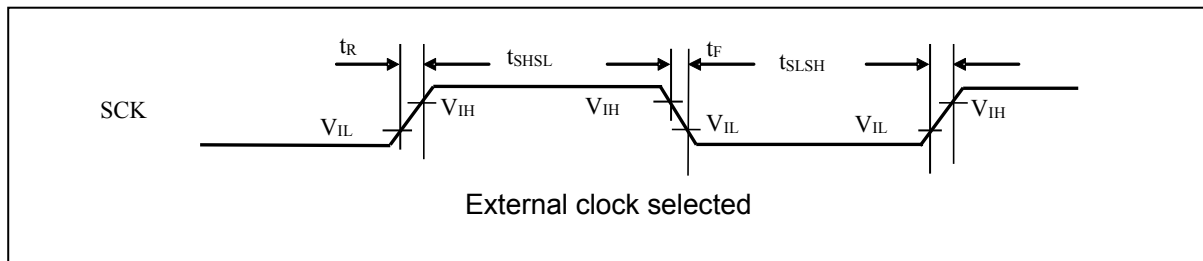 tR tSHSL tF tSLSH
SCK VIL VIH VIH VIL VIL VIH
External clock selected